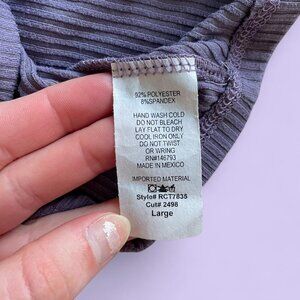 92% POLYESTER
8%SPANDEX
HAND WASH COLD
DO NOT BLEACH
LAY FLAT TO DRY
COOL IRON ONLY
DO NOT TWIST
OR WRING
RN#146793
MADE IN MEXICO
IMPORTED MATERIAL
Style# RCT7835
Cut# 2498
Large